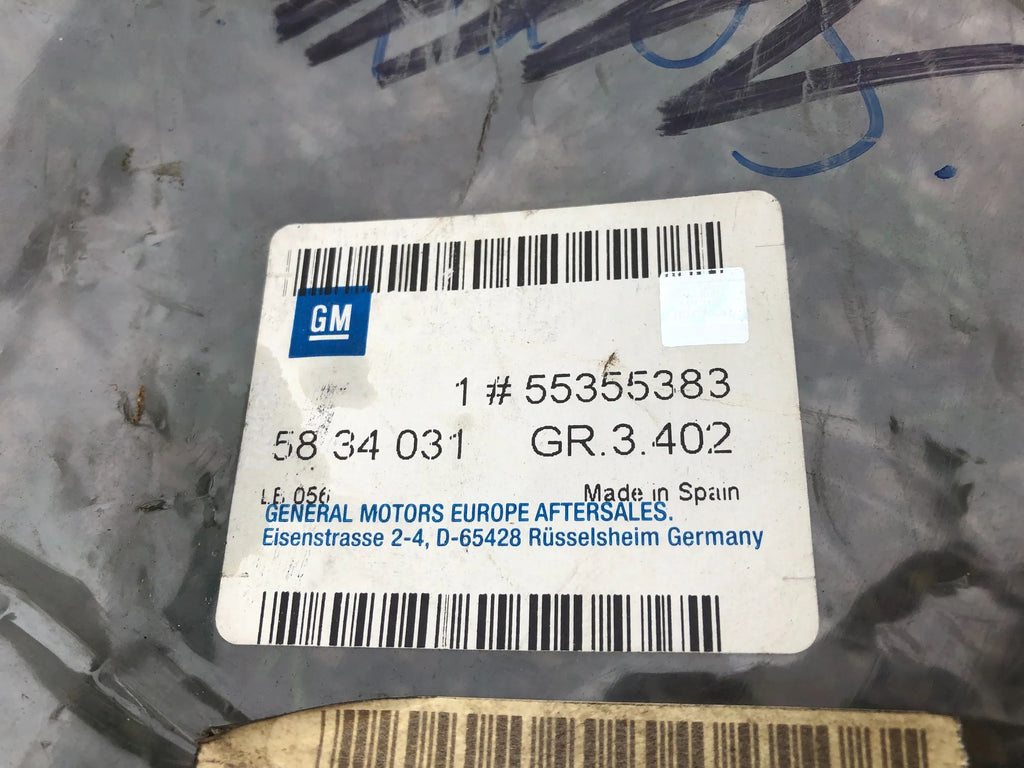 GM
1 # 55355383
58 34 031 GR.3.402
LB 056 Made in Spain
GENERAL MOTORS EUROPE AFTERSALES.
Eisenstrasse 2-4, D-65428 Rüsselsheim Germany